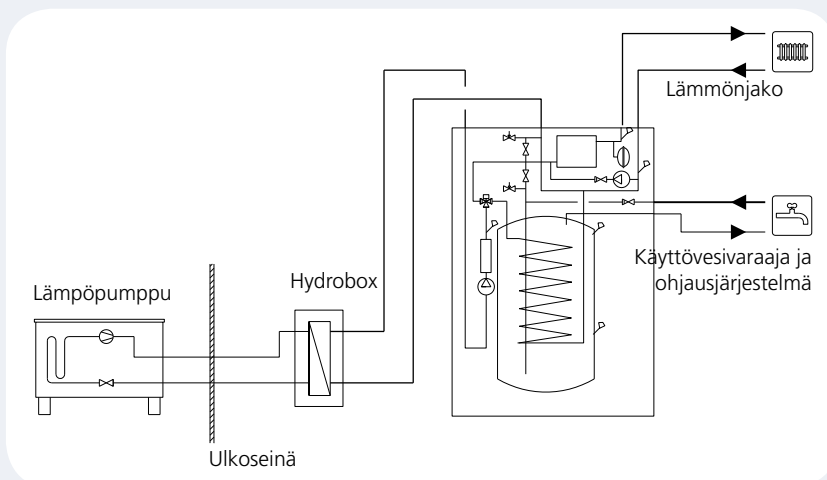 Lämmönjako
Käyttövesivaraaja ja
ohjausjärjestelmä
Hydrobox
Lämpöpumppu
Ulkoseinä